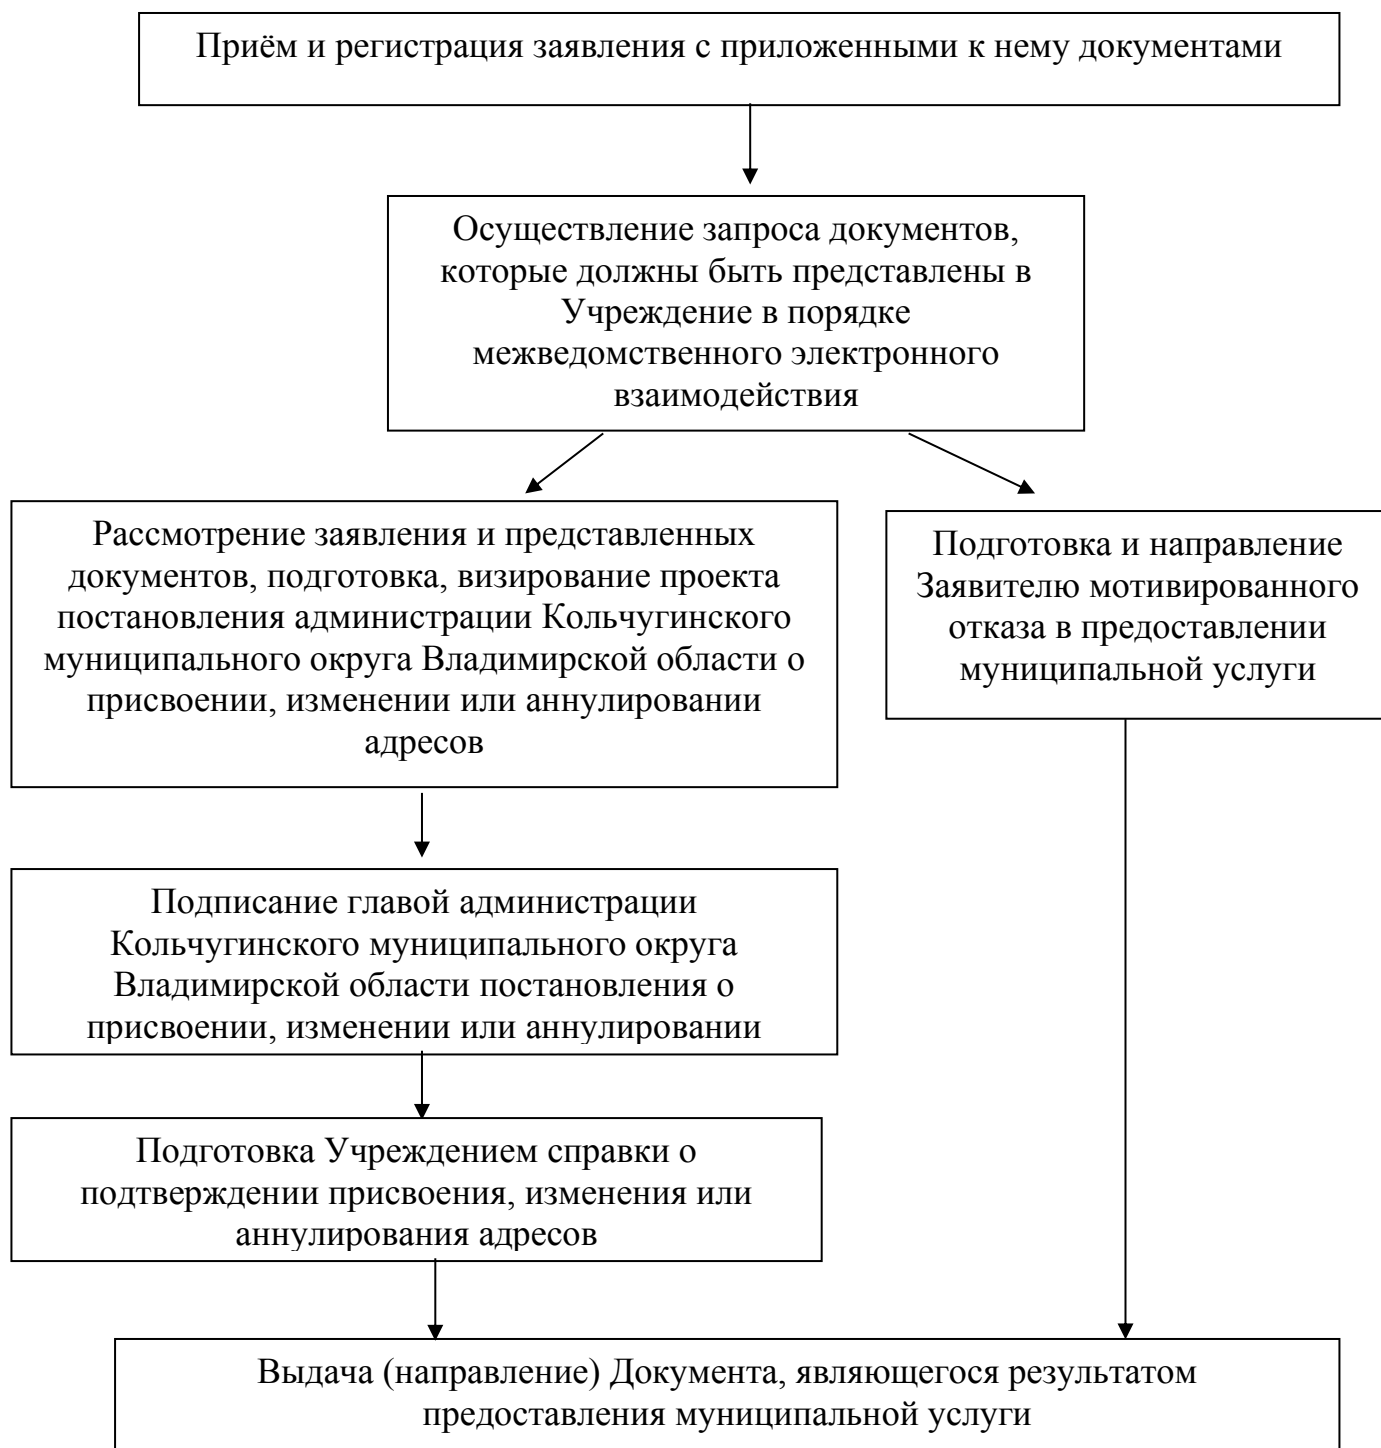 Приём и регистрация заявления с приложенными к нему документами
Осуществление запроса документов,
которые должны быть представлены в
Учреждение в порядке
межведомственного электронного
взаимодействия
Рассмотрение заявления и представленных
документов, подготовка, визирование проекта
постановления администрации Кольчугинского
муниципального округа Владимирской области о
присвоении, изменении или аннулировании
адресов
Подготовка и направление
Заявителю мотивированного
отказа в предоставлении
муниципальной услуги
Подписание главой администрации
Кольчугинского муниципального округа
Владимирской области постановления о
присвоении, изменении или аннулировании
Подготовка Учреждением справки о
подтверждении присвоения, изменения или
аннулирования адресов
Выдача (направление) Документа, являющегося результатом
предоставления муниципальной услуги